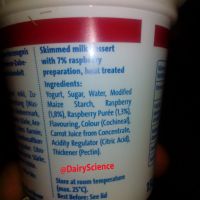 Skimmed milk dessert
with 7% raspberry
preparation, heat treated
Ingredients:
Yogurt, Sugar, Water, Modified
Maize Starch, Raspberry
(1,8%), Raspberry Purée (1,3%),
Flavouring, Colour (Cochineal),
Carrot Juice from Concentrate,
Acidity Regulator (Citric Acid),
Thickener (Pectin).
@DairyScience
Store at room temperature
(max. 25°C).
Best Before: See lid